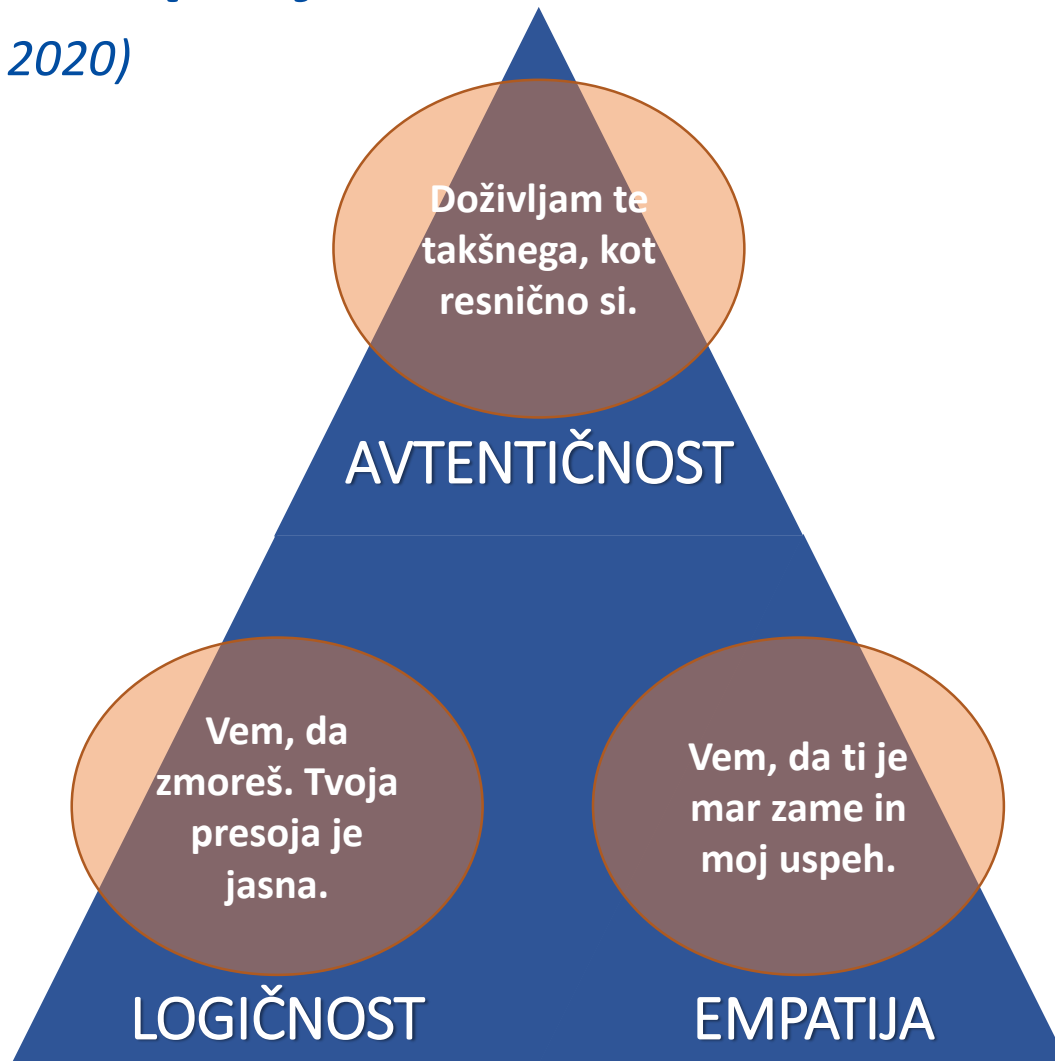 2020)
Doživljam te
takšnega, kot
resnično si.
AVTENTIČNOST
Vem, da
zmoreš. Tvoja
presoja je
jasna.
LOGIČNOST
Vem, da ti je
mar zame in
moj uspeh.
EMPATIJA